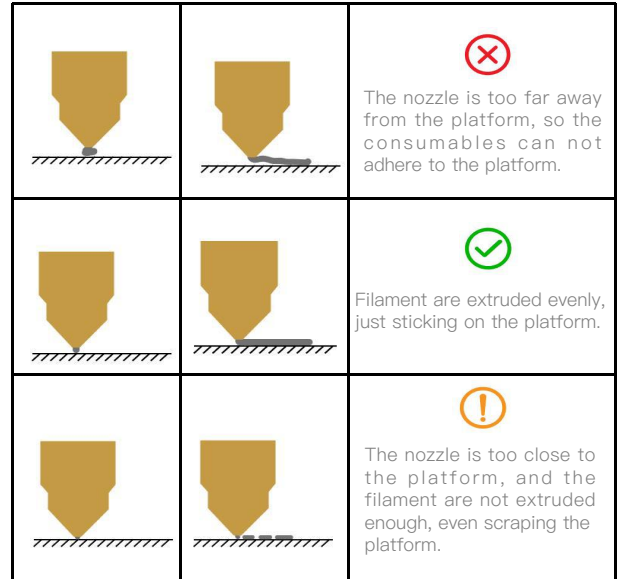 The nozzle is too far away
from the platform, so the
consumables can not
adhere to the platform.
Filament are extruded evenly,
just sticking on the platform.
The nozzle is too close to
the platform, and the
filament are not extruded
enough, even scraping the
platform.